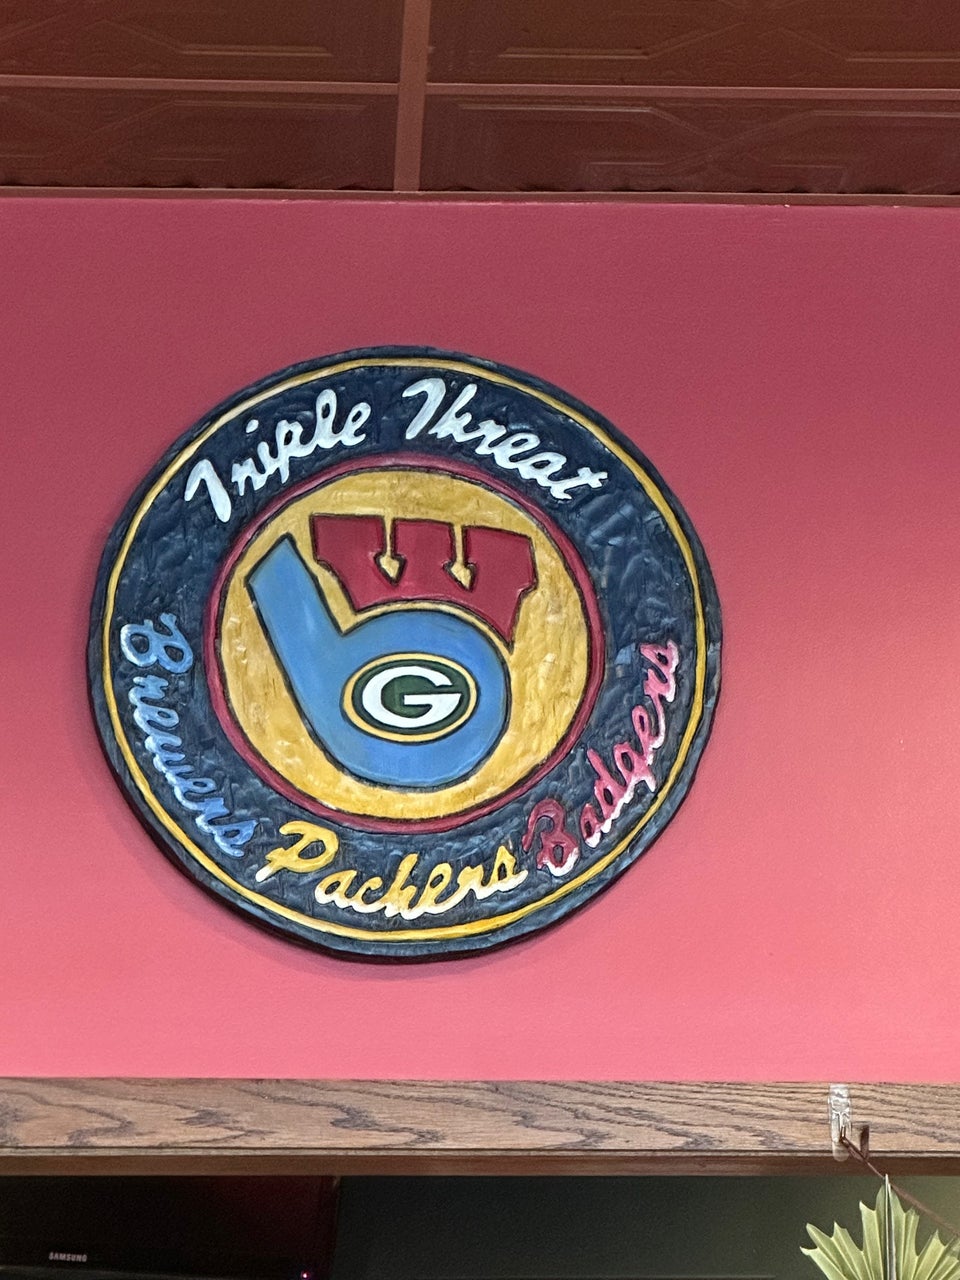 Triple Threat
Brewers Packers Badgers
G
SAMSUNG